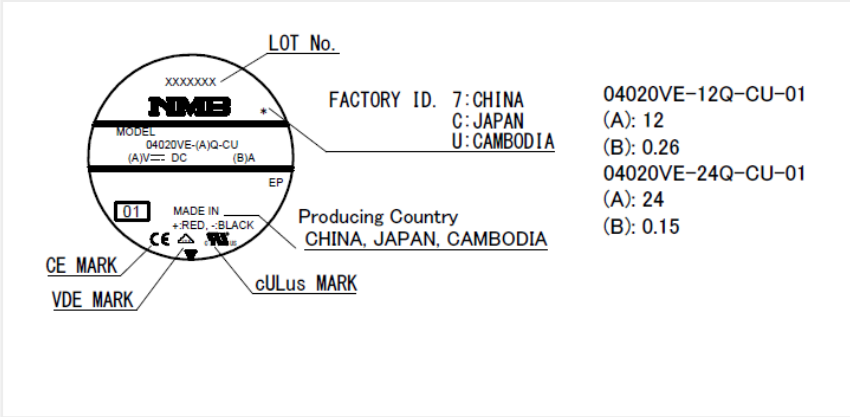 LOT No.
XXXXXXX
NMB
*
FACTORY ID. 7:CHINA
C:JAPAN
U:CAMBODIA
04020VE-12Q-CU-01
(A): 12
(B): 0.26
04020VE-24Q-CU-01
(A): 24
(B): 0.15
MODEL
04020VE-(A)Q-CU
(A)V⎓ DC (B)A
EP
01
MADE IN
+:RED, -:BLACK
Producing Country
CHINA, JAPAN, CAMBODIA
CE
c US
CE MARK
VDE MARK
cULus MARK